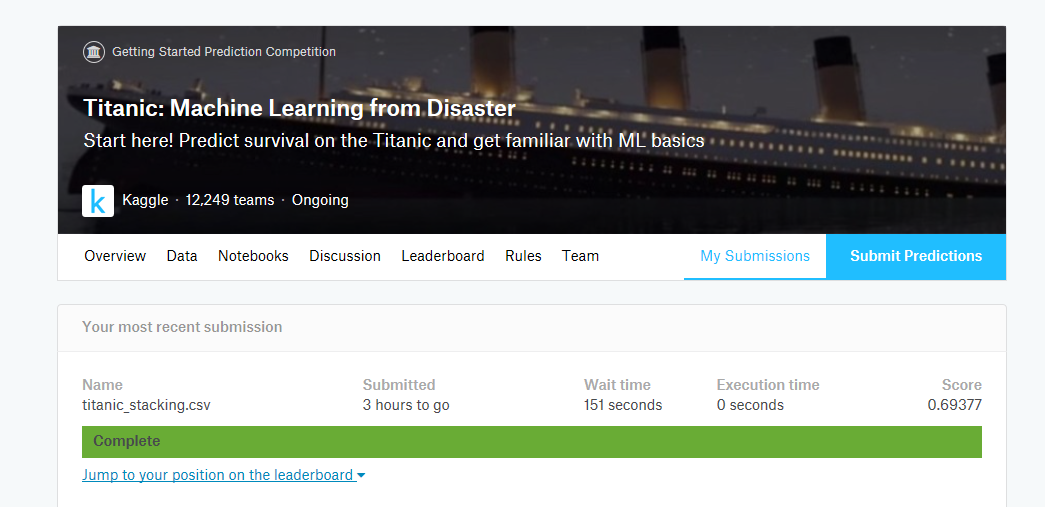 Getting Started Prediction Competition
Titanic: Machine Learning from Disaster
Start here! Predict survival on the Titanic and get familiar with ML basics
k Kaggle · 12,249 teams · Ongoing
Overview Data Notebooks Discussion Leaderboard Rules Team My Submissions Submit Predictions
Your most recent submission
Name Submitted Wait time Execution time Score
titanic_stacking.csv 3 hours to go 151 seconds 0 seconds 0.69377
Complete
Jump to your position on the leaderboard